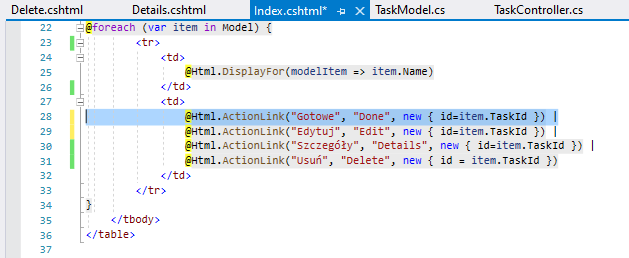 Delete.cshtml Details.cshtml Index.cshtml* TaskModel.cs TaskController.cs
22 @foreach (var item in Model) {
23 <tr>
24 <td>
25 @Html.DisplayFor(modelItem => item.Name)
26 </td>
27 <td>
28 @Html.ActionLink("Gotowe", "Done", new { id=item.TaskId }) |
29 @Html.ActionLink("Edytuj", "Edit", new { id=item.TaskId }) |
30 @Html.ActionLink("Szczegóły", "Details", new { id=item.TaskId }) |
31 @Html.ActionLink("Usuń", "Delete", new { id = item.TaskId })
32 </td>
33 </tr>
34 }
35 </tbody>
36 </table>
37